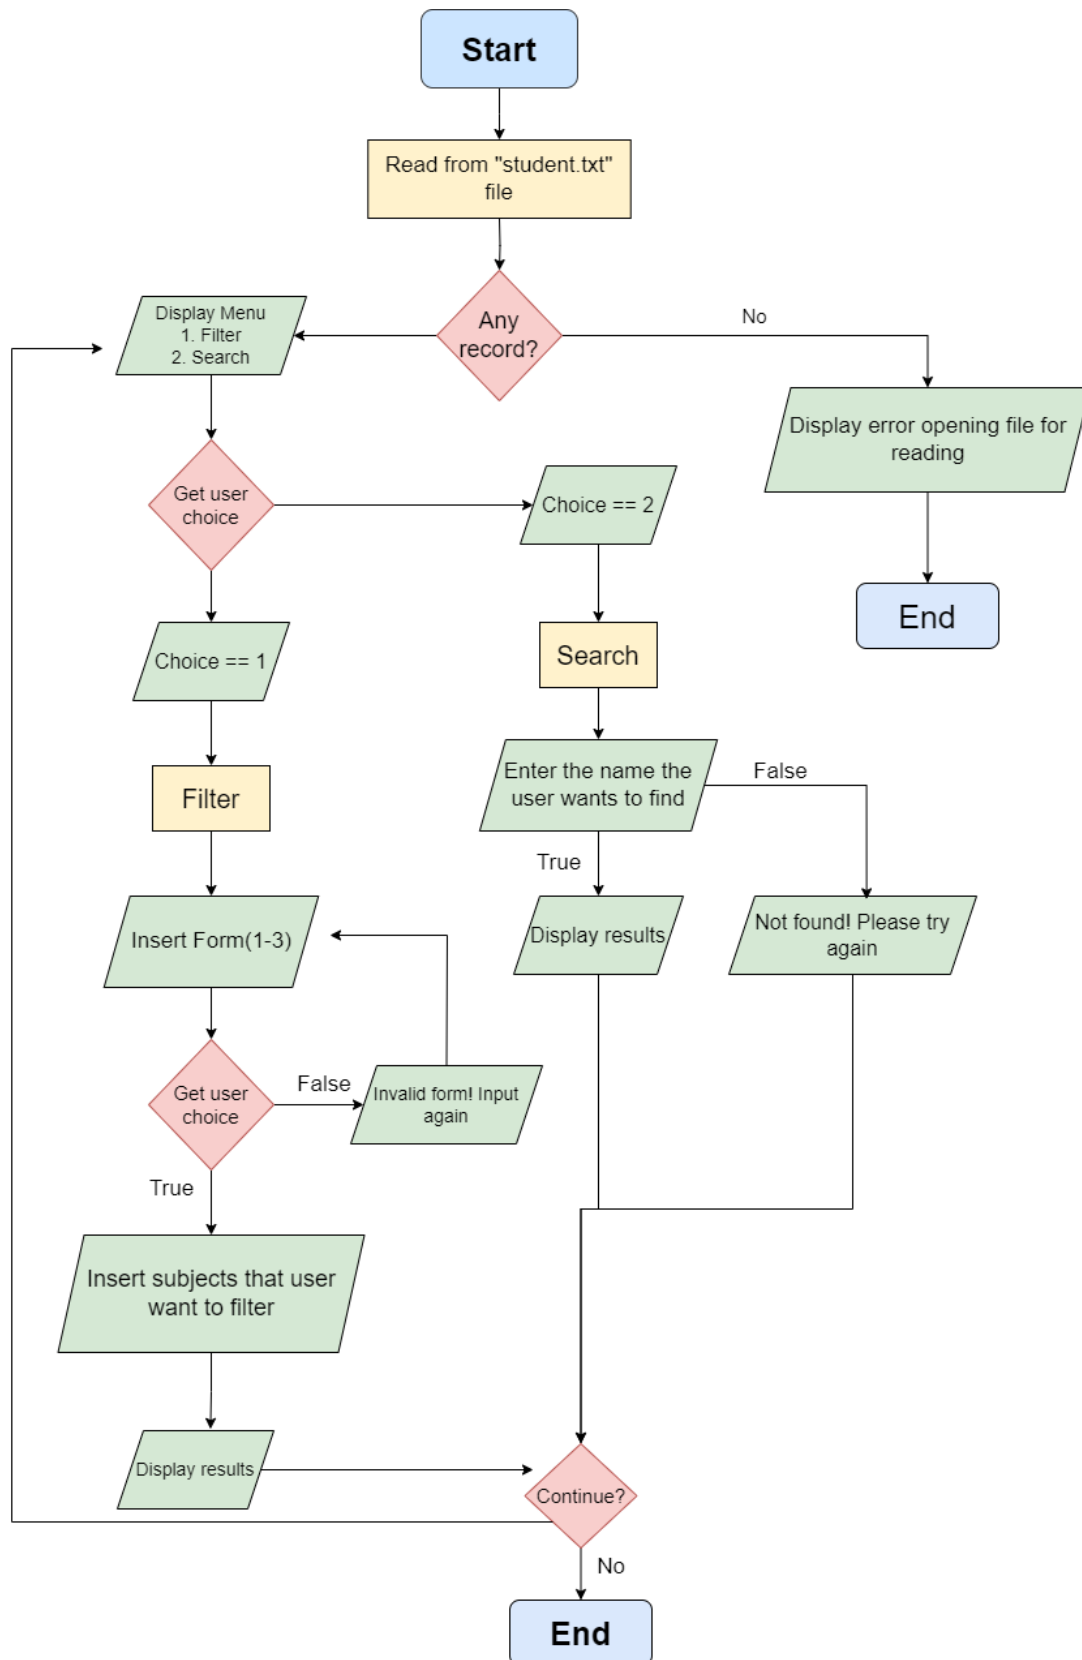 Start
Read from "student.txt"
file
Any
record?
No
Display Menu
1. Filter
2. Search
Display error opening file for
reading
End
Get user
choice
Choice == 2
Choice == 1
Search
Filter
Enter the name the
user wants to find
False
True
Insert Form(1-3)
Display results
Not found! Please try
again
Get user
choice
False
Invalid form! Input
again
True
Insert subjects that user
want to filter
Display results
Continue?
No
End